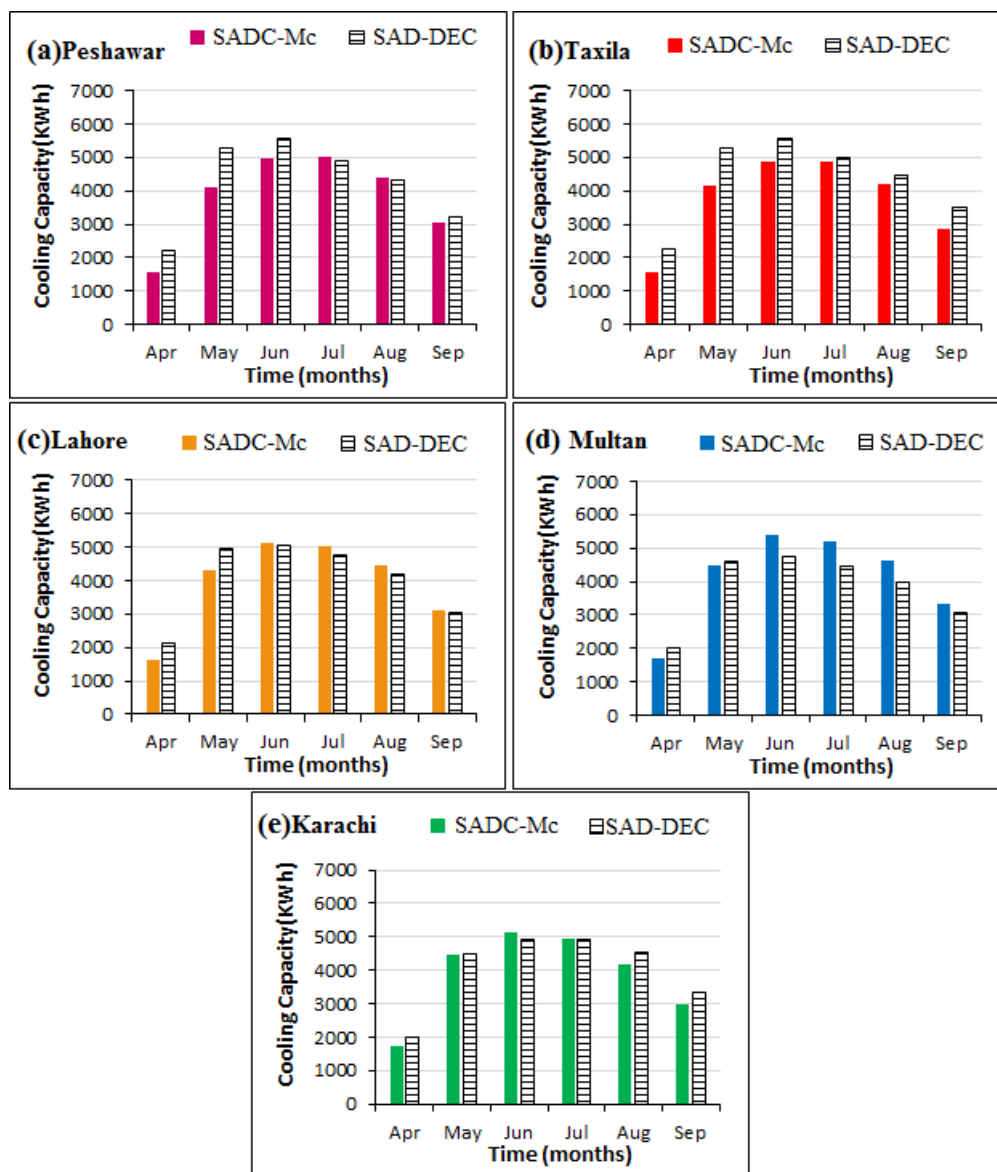 (a)Peshawar SADC-Mc SAD-DEC
Cooling Capacity(KWh)
7000
6000
5000
4000
3000
2000
1000
0
Apr May Jun Jul Aug Sep
Time (months)
(b)Taxila SADC-Mc SAD-DEC
Cooling Capacity(KWh)
7000
6000
5000
4000
3000
2000
1000
0
Apr May Jun Jul Aug Sep
Time (months)
(c)Lahore SADC-Mc SAD-DEC
Cooling Capacity(KWh)
7000
6000
5000
4000
3000
2000
1000
0
Apr May Jun Jul Aug Sep
Time (months)
(d) Multan SADC-Mc SAD-DEC
Cooling Capacity(KWh)
7000
6000
5000
4000
3000
2000
1000
0
Apr May Jun Jul Aug Sep
Time (months)
(e)Karachi SADC-Mc SAD-DEC
Cooling Capacity(KWh)
7000
6000
5000
4000
3000
2000
1000
0
Apr May Jun Jul Aug Sep
Time (months)